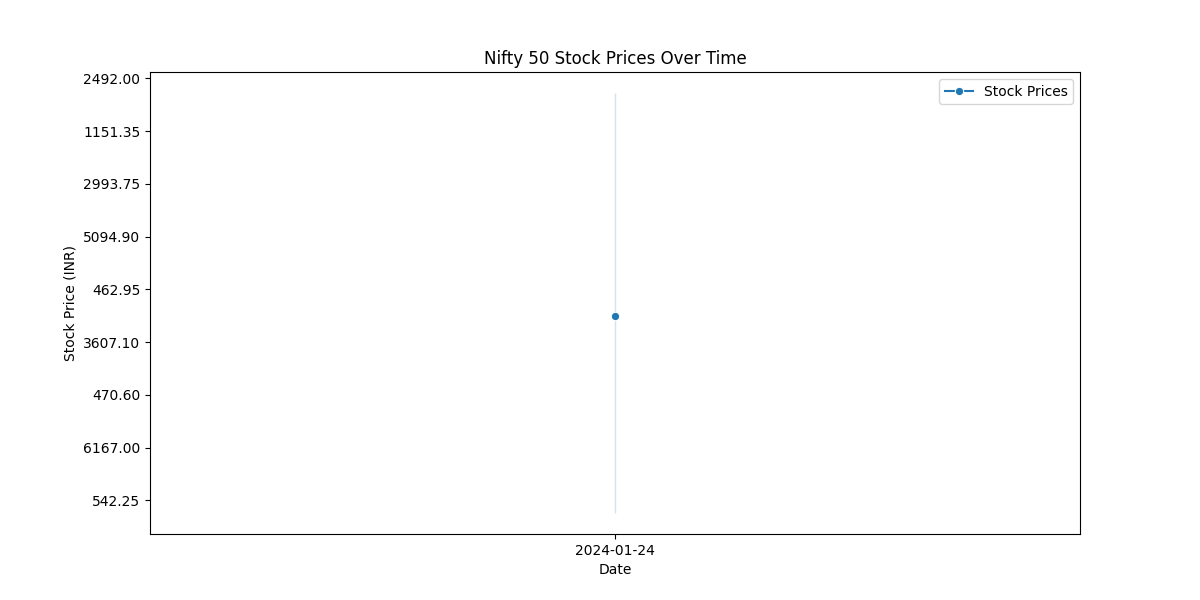 Nifty 50 Stock Prices Over Time
Stock Prices
2492.00
1151.35
2993.75
5094.90
462.95
3607.10
470.60
6167.00
542.25
Stock Price (INR)
2024-01-24
Date